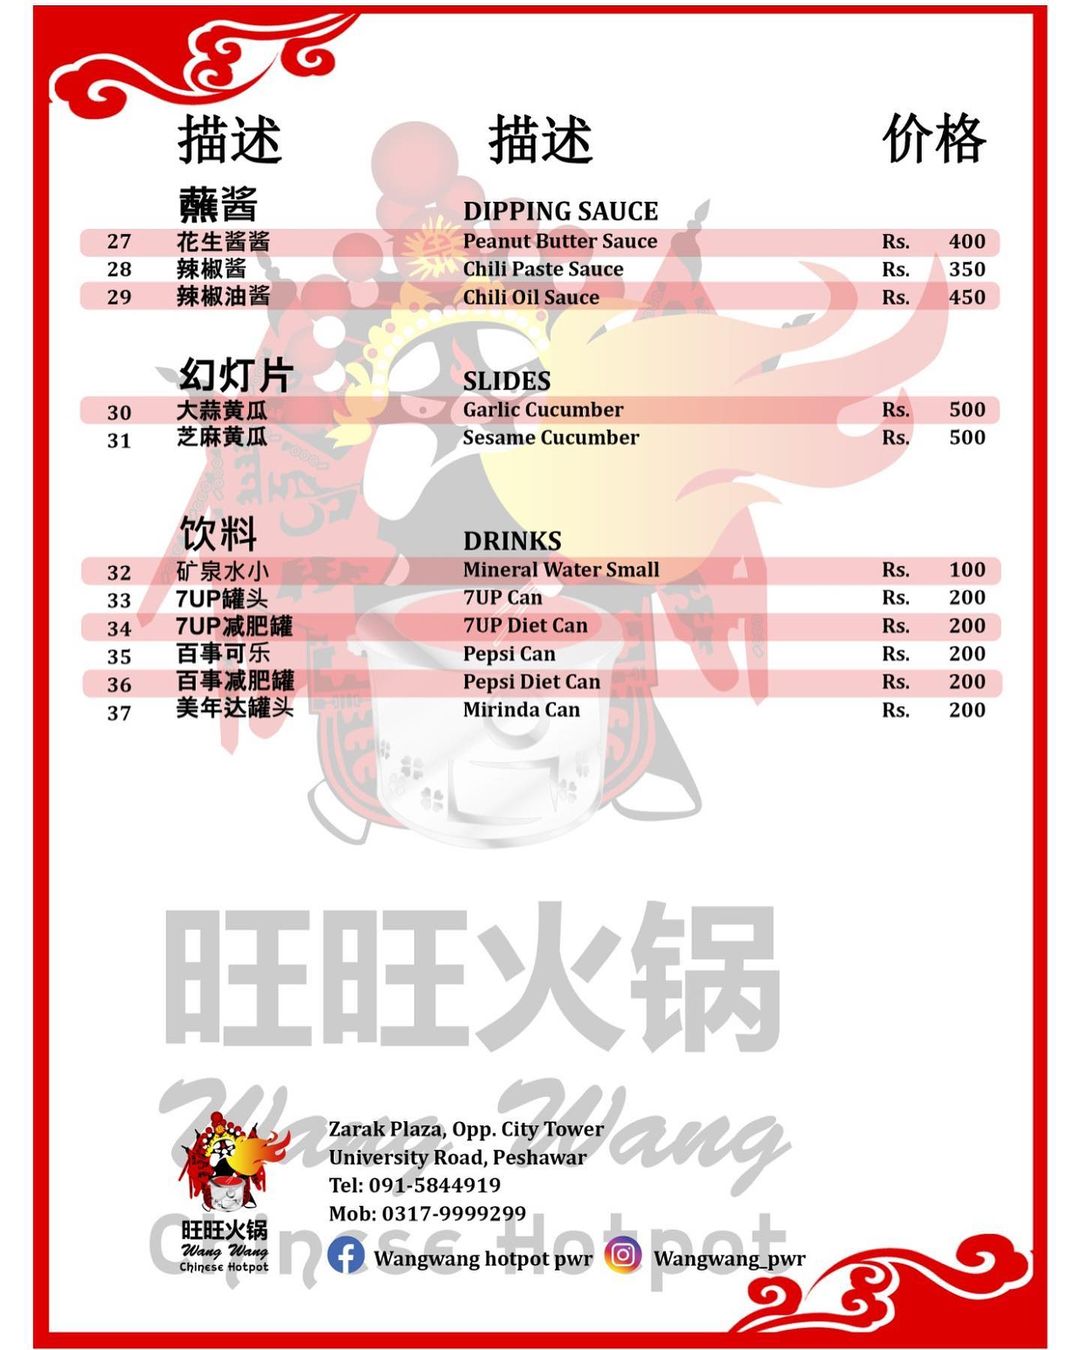 描述 描述 价格
蘸酱 DIPPING SAUCE
27 花生酱酱 Peanut Butter Sauce Rs. 400
28 辣椒酱 Chili Paste Sauce Rs. 350
29 辣椒油酱 Chili Oil Sauce Rs. 450
幻灯片 SLIDES
30 大蒜黄瓜 Garlic Cucumber Rs. 500
31 芝麻黄瓜 Sesame Cucumber Rs. 500
饮料 DRINKS
32 矿泉水小 Mineral Water Small Rs. 100
33 7UP罐头 7UP Can Rs. 200
34 7UP减肥罐 7UP Diet Can Rs. 200
35 百事可乐 Pepsi Can Rs. 200
36 百事减肥罐 Pepsi Diet Can Rs. 200
37 美年达罐头 Mirinda Can Rs. 200
旺旺火锅
Wang Wang
Chinese Hotpot
Zarak Plaza, Opp. City Tower
University Road, Peshawar
Tel: 091-5844919
Mob: 0317-9999299
旺旺火锅
Wang Wang
Chinese Hotpot
Wangwang hotpot pwr Wangwang_pwr